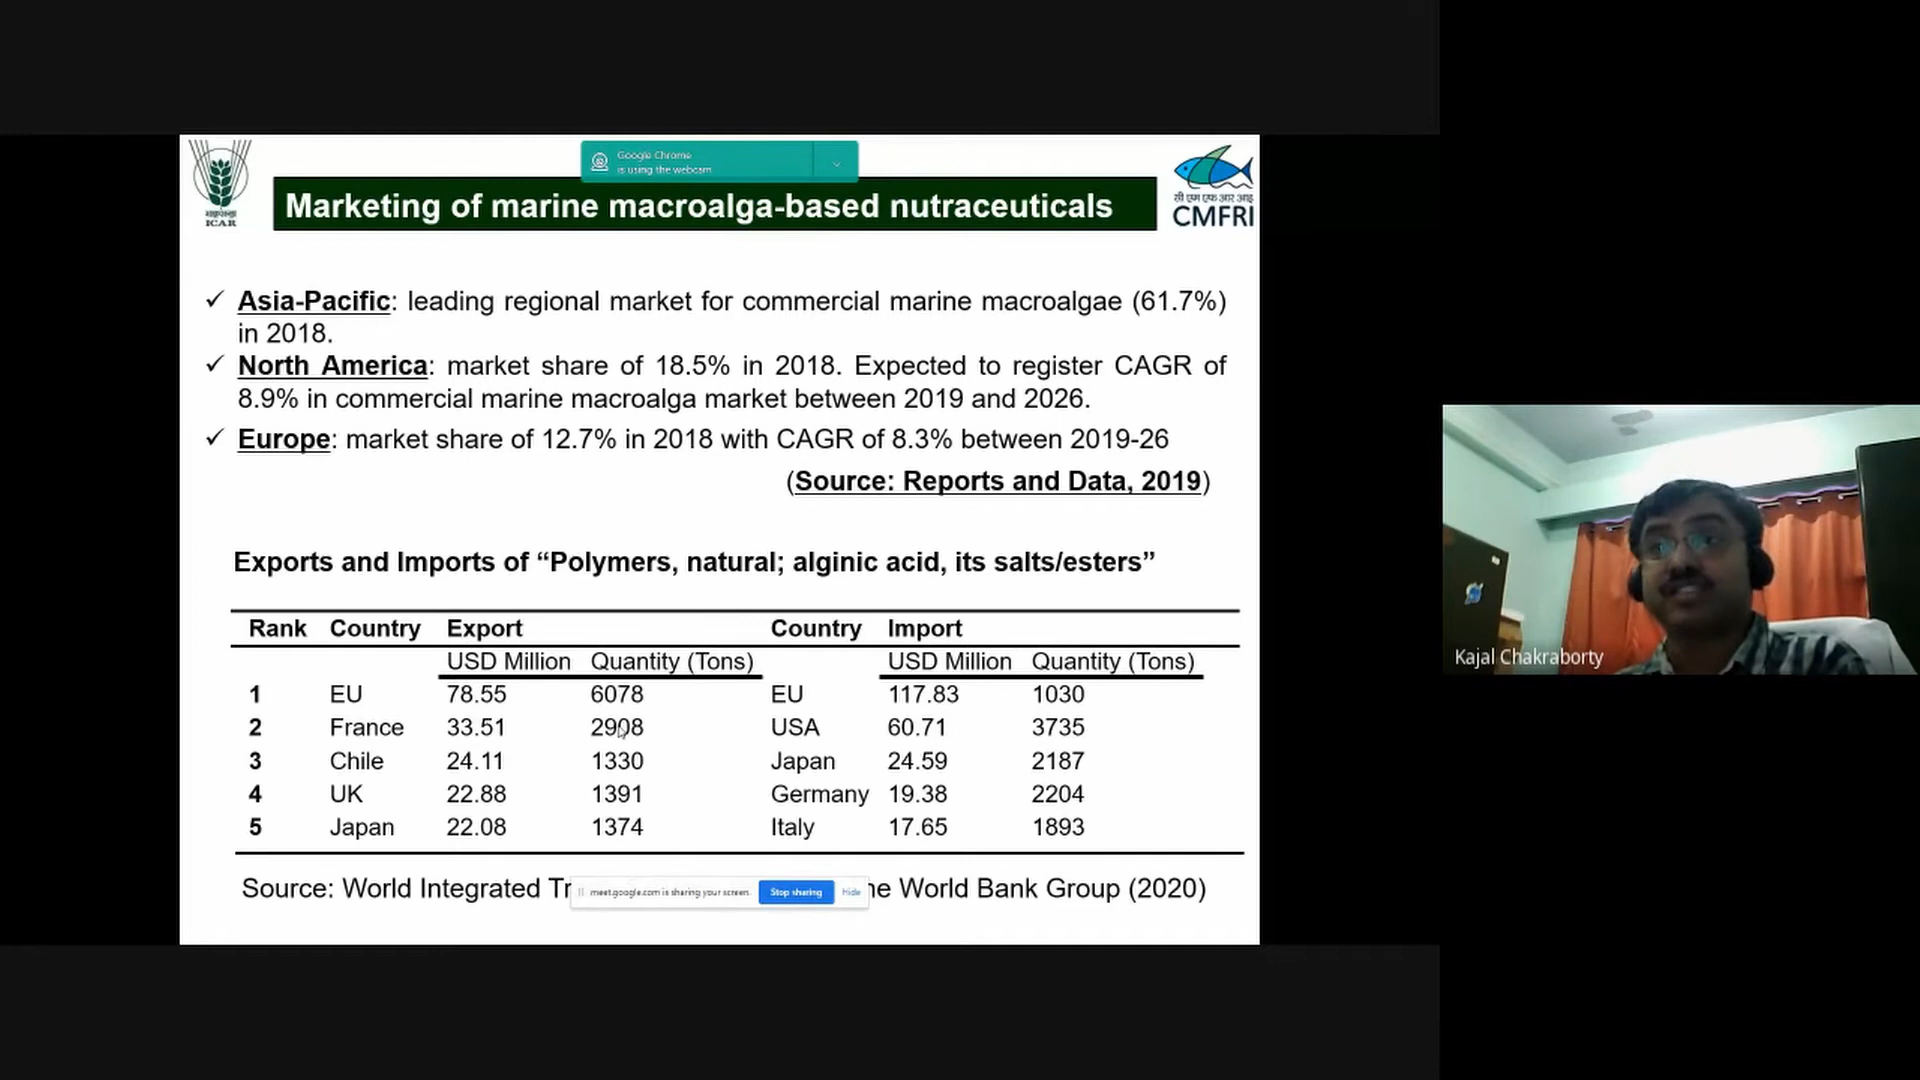 Google Chrome
is using the webcam
Marketing of marine macroalga-based nutraceuticals
ICAR
सी एम एफ आर आइ
CMFRI
✓ Asia-Pacific: leading regional market for commercial marine macroalgae (61.7%)
in 2018.
✓ North America: market share of 18.5% in 2018. Expected to register CAGR of
8.9% in commercial marine macroalga market between 2019 and 2026.
✓ Europe: market share of 12.7% in 2018 with CAGR of 8.3% between 2019-26
(Source: Reports and Data, 2019)
Exports and Imports of “Polymers, natural; alginic acid, its salts/esters”
Rank Country Export Country Import
USD Million Quantity (Tons) USD Million Quantity (Tons)
1 EU 78.55 6078 EU 117.83 1030
2 France 33.51 2908 USA 60.71 3735
3 Chile 24.11 1330 Japan 24.59 2187
4 UK 22.88 1391 Germany 19.38 2204
5 Japan 22.08 1374 Italy 17.65 1893
Source: World Integrated World Bank Group (2020)
meet.google.com is sharing your screen. Stop sharing Hide
Kajal Chakraborty